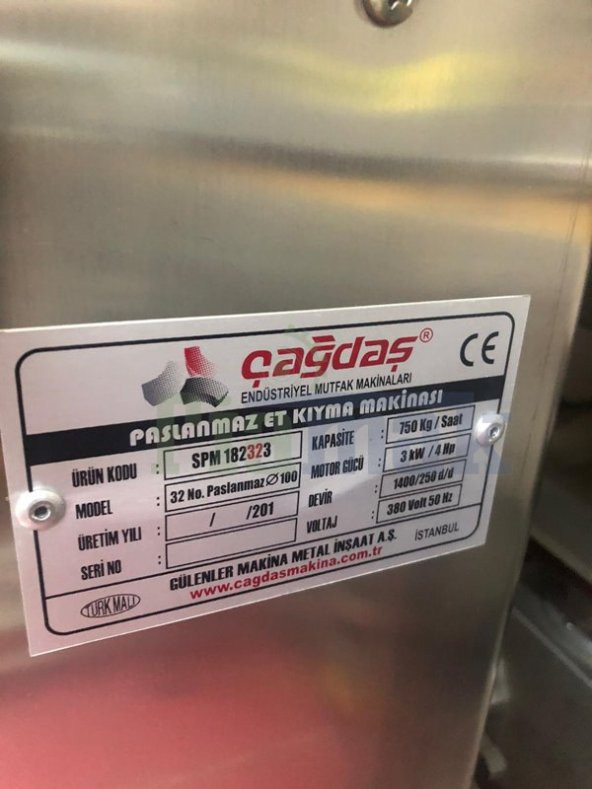 çağdaş®
ENDÜSTRİYEL MUTFAK MAKİNALARI
CE
PASLANMAZ ET KIYMA MAKİNASI
ÜRÜN KODU : SPM 182323
MODEL : 32 No. Paslanmaz Ø 100
ÜRETİM YILI : / /201
SERİ NO :
KAPASİTE : 750 Kg / Saat
MOTOR GÜCÜ : 3 kW / 4 Hp
DEVİR : 1400/250 d/d
VOLTAJ : 380 Volt 50 Hz
GÜLENLER MAKİNA METAL İNŞAAT A.Ş. İSTANBUL
www.cagdasmakina.com.tr
TÜRK MALI